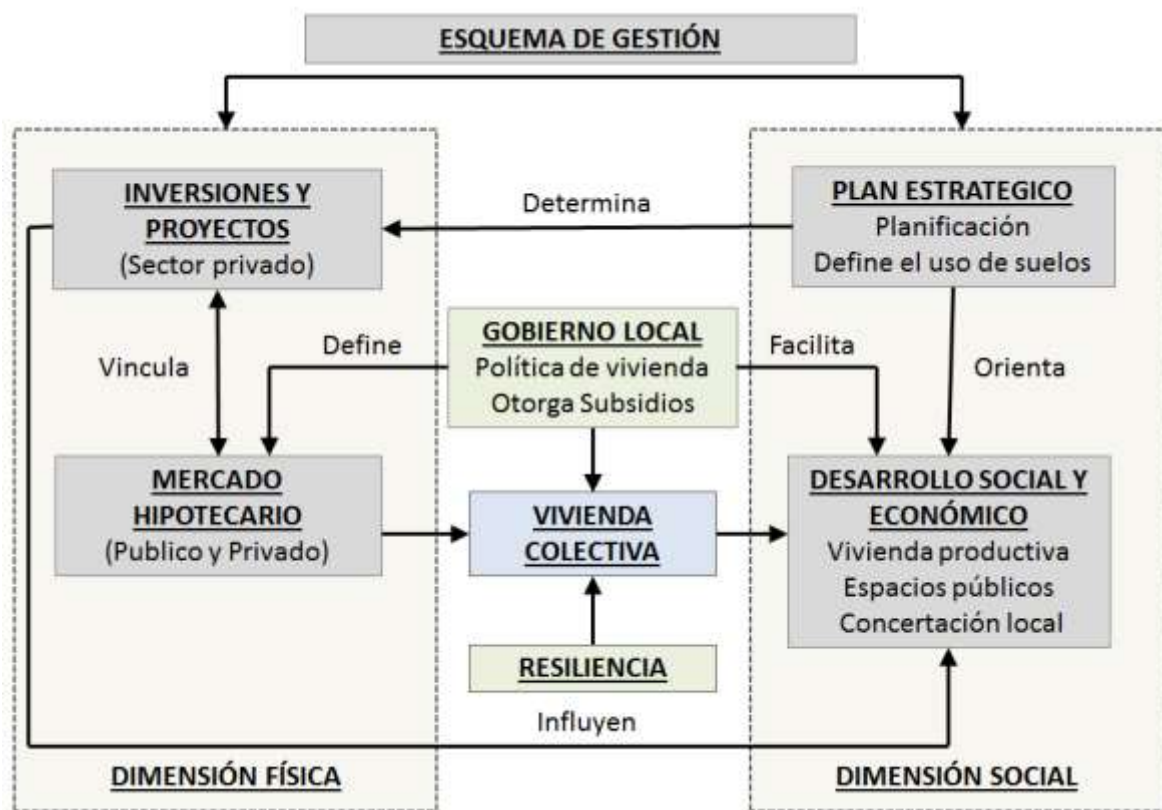 ESQUEMA DE GESTIÓN
INVERSIONES Y
PROYECTOS
(Sector privado)
Determina
PLAN ESTRATEGICO
Planificación
Define el uso de suelos
Vincula
Define
GOBIERNO LOCAL
Política de vivienda
Otorga Subsidios
Facilita
Orienta
MERCADO
HIPOTECARIO
(Publico y Privado)
VIVIENDA
COLECTIVA
DESARROLLO SOCIAL Y
ECONÓMICO
Vivienda productiva
Espacios públicos
Concertación local
RESILIENCIA
Influyen
DIMENSIÓN FÍSICA
DIMENSIÓN SOCIAL